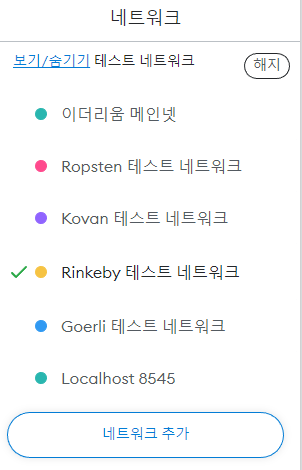 네트워크
보기/숨기기 테스트 네트워크
해지
이더리움 메인넷
Ropsten 테스트 네트워크
Kovan 테스트 네트워크
Rinkeby 테스트 네트워크
Goerli 테스트 네트워크
Localhost 8545
네트워크 추가